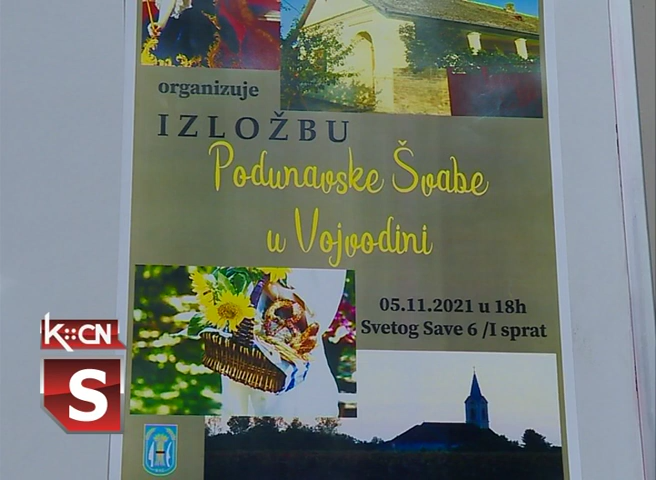 organizuje
IZLOŽBU
Podunavske Švabe
u Vojvodini
05.11.2021 u 18h
Svetog Save 6 /I sprat
K::CN
S